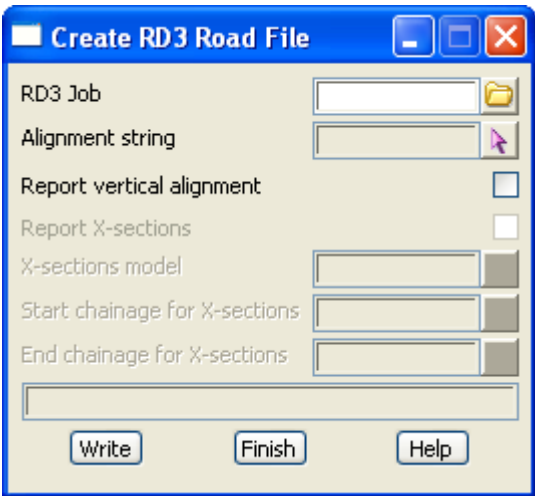 Create RD3 Road File
RD3 Job
Alignment string
Report vertical alignment
Report X-sections
X-sections model
Start chainage for X-sections
End chainage for X-sections
Write Finish Help